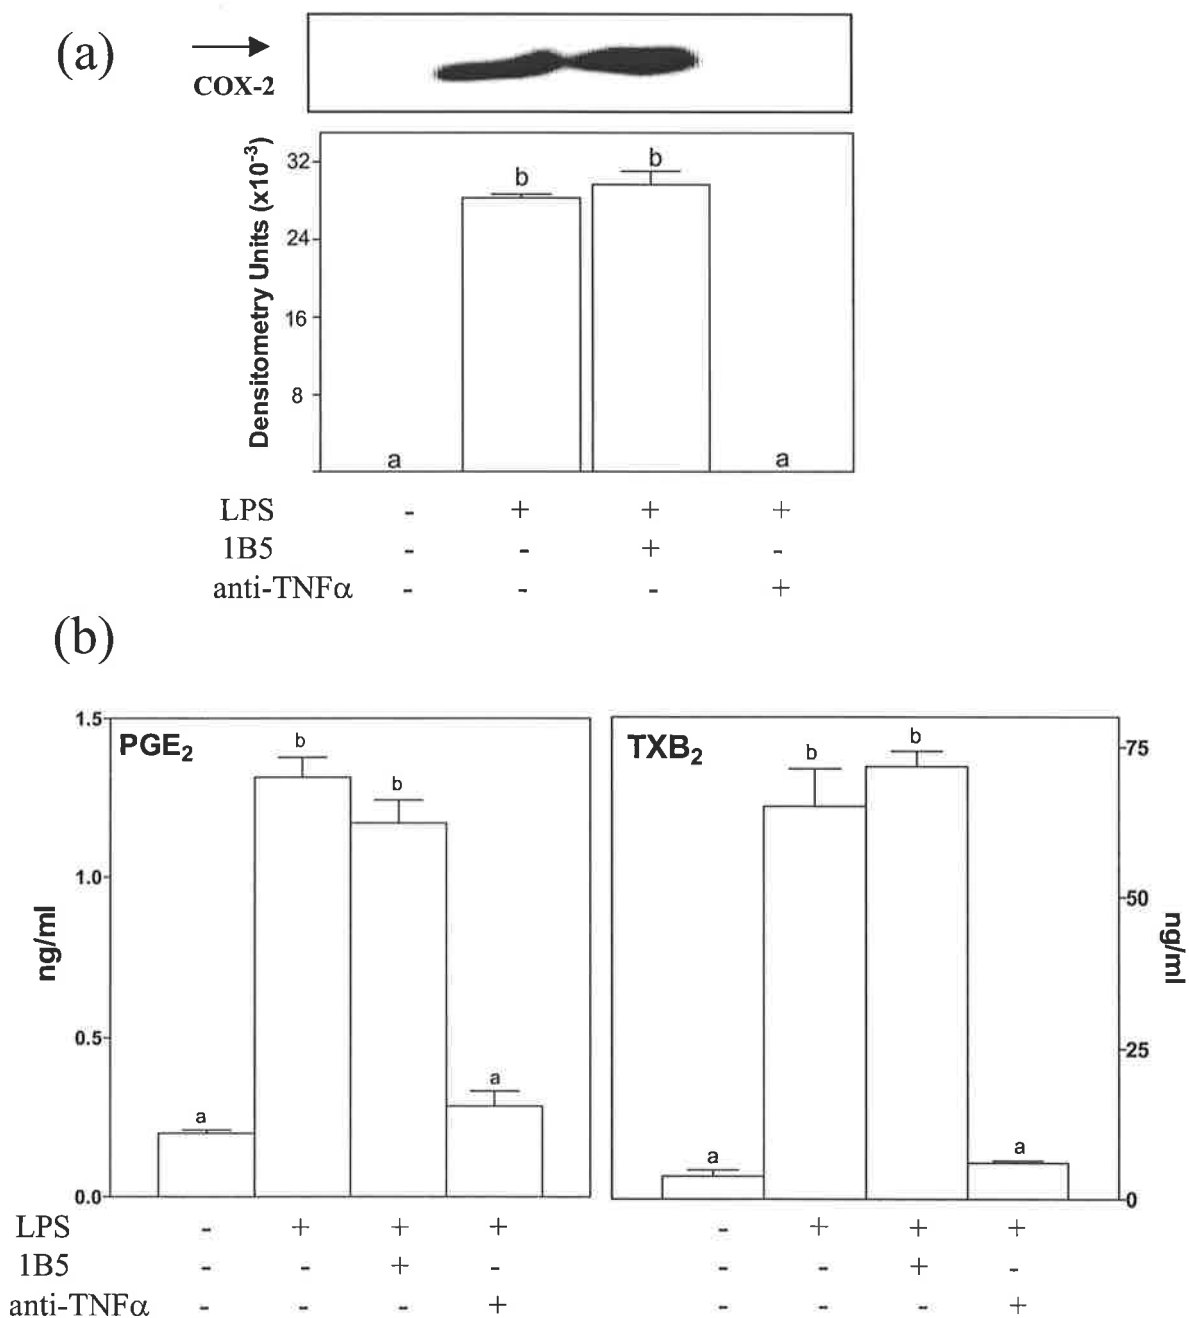 (a)
COX-2
Densitometry Units (x10⁻³)
32
24
16
8
b
b
a
a
LPS - + + +
1B5 - - + -
anti-TNFα - - - +
(b)
PGE₂
ng/ml
1.5
1.0
0.5
0.0
a
b
b
a
TXB₂
a
b
b
a
75
50
25
0
ng/ml
LPS - + + + - + + +
1B5 - - + - - - + -
anti-TNFα - - - + - - - +